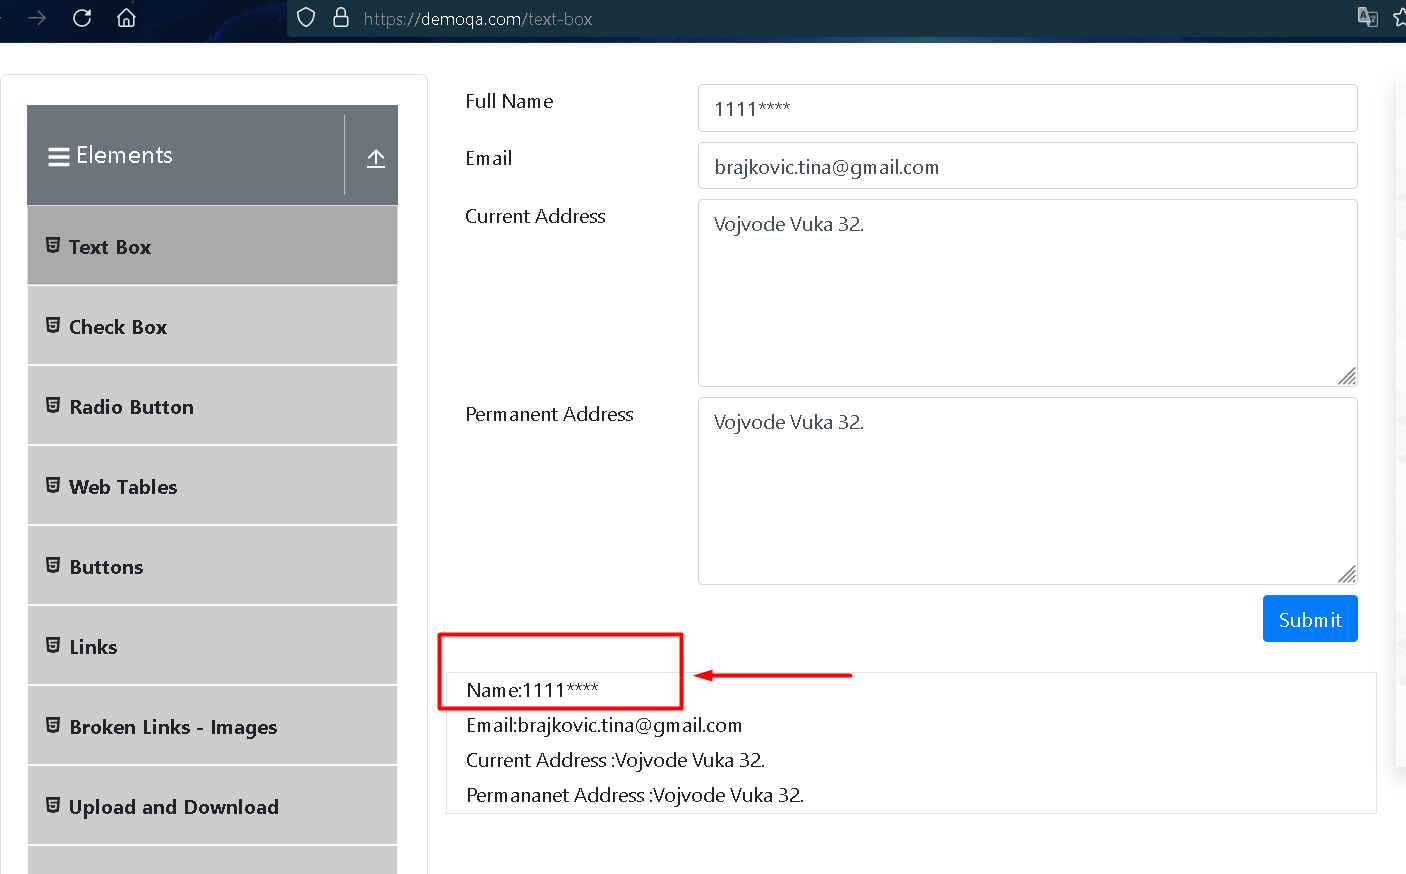 https://demoqa.com/text-box
Elements
Text Box
Check Box
Radio Button
Web Tables
Buttons
Links
Broken Links - Images
Upload and Download
Full Name
1111****
Email
brajkovic.tina@gmail.com
Current Address
Vojvode Vuka 32.
Permanent Address
Vojvode Vuka 32.
Submit
Name:1111****
Email:brajkovic.tina@gmail.com
Current Address :Vojvode Vuka 32.
Permananet Address :Vojvode Vuka 32.